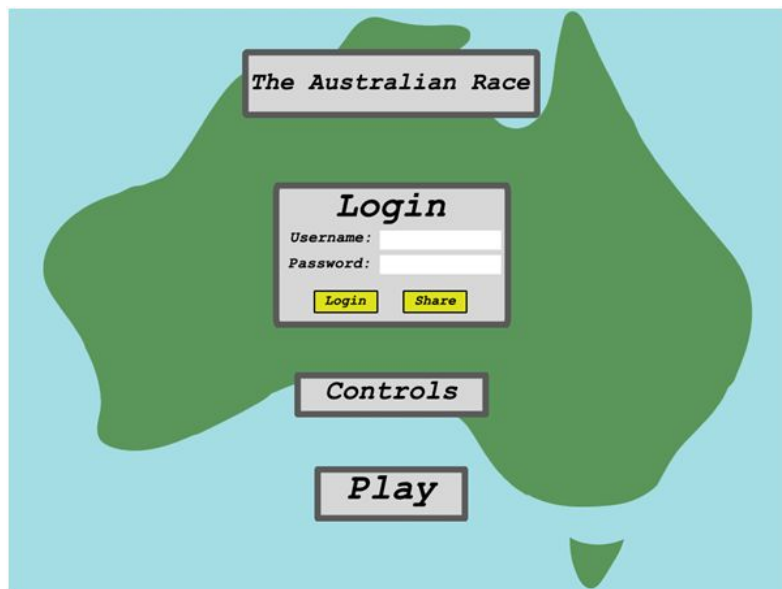 The Australian Race
Login
Username:
Password:
Login Share
Controls
Play